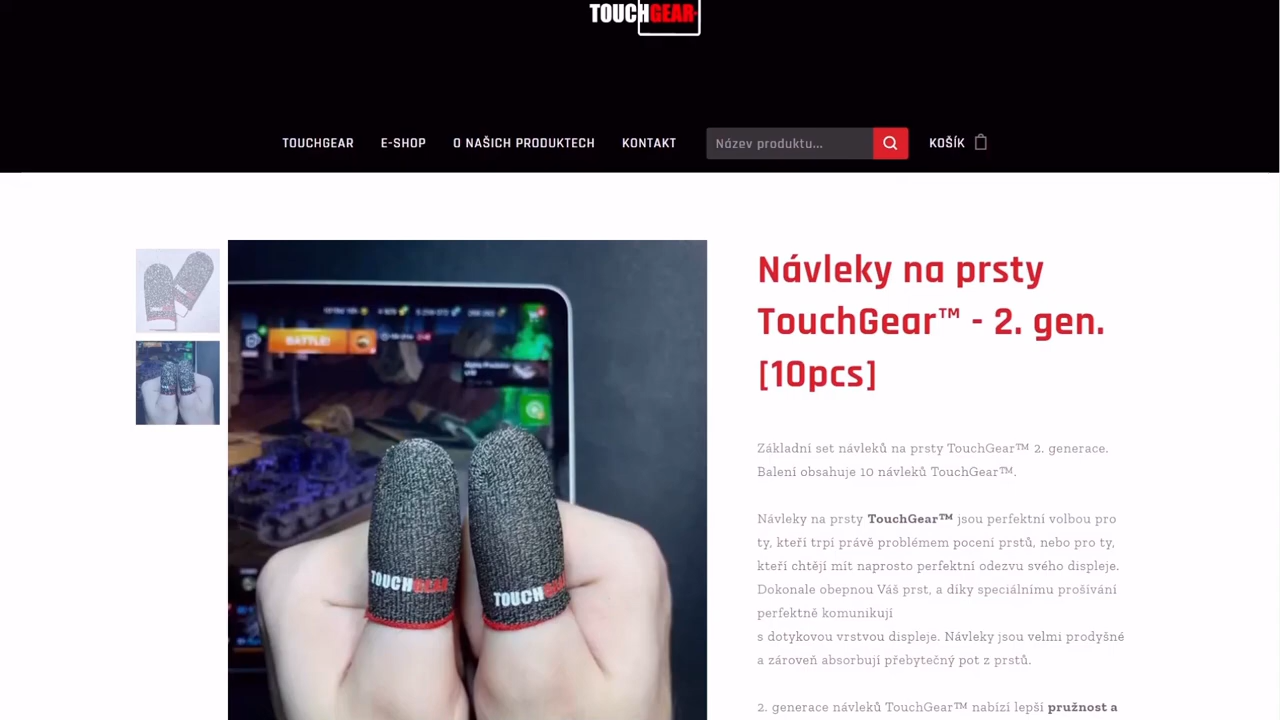 TOUCHGEAR
TOUCHGEAR E-SHOP O NAŠICH PRODUKTECH KONTAKT Název produktu... KOŠÍK
Návleky na prsty
TouchGear™ - 2. gen.
[10pcs]
Základní set návleků na prsty TouchGear™ 2. generace.
Balení obsahuje 10 návleků TouchGear™.
Návleky na prsty TouchGear™ jsou perfektní volbou pro
ty, kteří trpí právě problémem pocení prstů, nebo pro ty,
kteří chtějí mít naprosto perfektní odezvu svého displeje.
Dokonale obepnou Váš prst, a díky speciálnímu prošívání
perfektně komunikují
s dotykovou vrstvou displeje. Návleky jsou velmi prodyšné
a zároveň absorbují přebytečný pot z prstů.
2. generace návleků TouchGear™ nabízí lepší pružnost a
BATTLE!
TOUCHGEAR
TOUCHGEAR